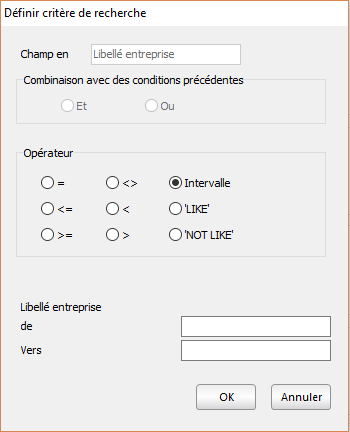 Définir critère de recherche
Champ en Libellé entreprise
Combinaison avec des conditions précédentes
Et Ou
Opérateur
= <> Intervalle
<= < 'LIKE'
>= > 'NOT LIKE'
Libellé entreprise
de
Vers
OK Annuler